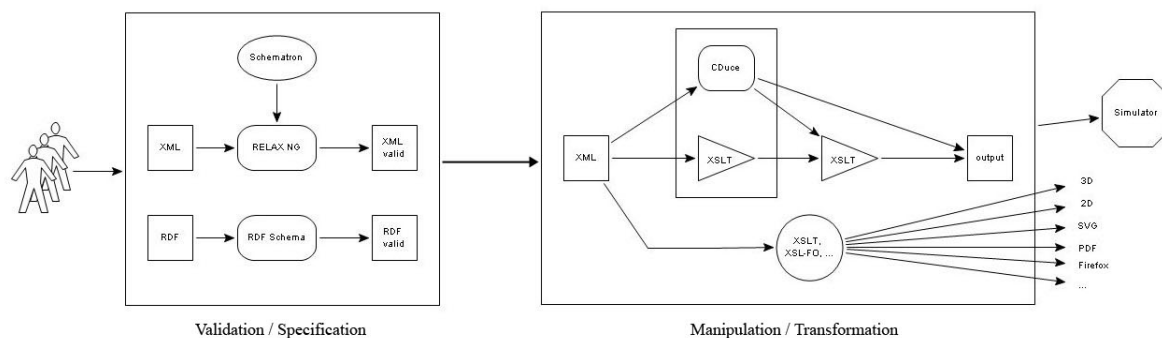 Schematron
XML
RELAX NG
XML
valid
RDF
RDF Schema
RDF
valid
Validation / Specification
CDuce
XML
XSLT
XSLT
output
XSLT,
XSL-FO, ...
Manipulation / Transformation
Simulator
3D
2D
SVG
PDF
Firefox
...